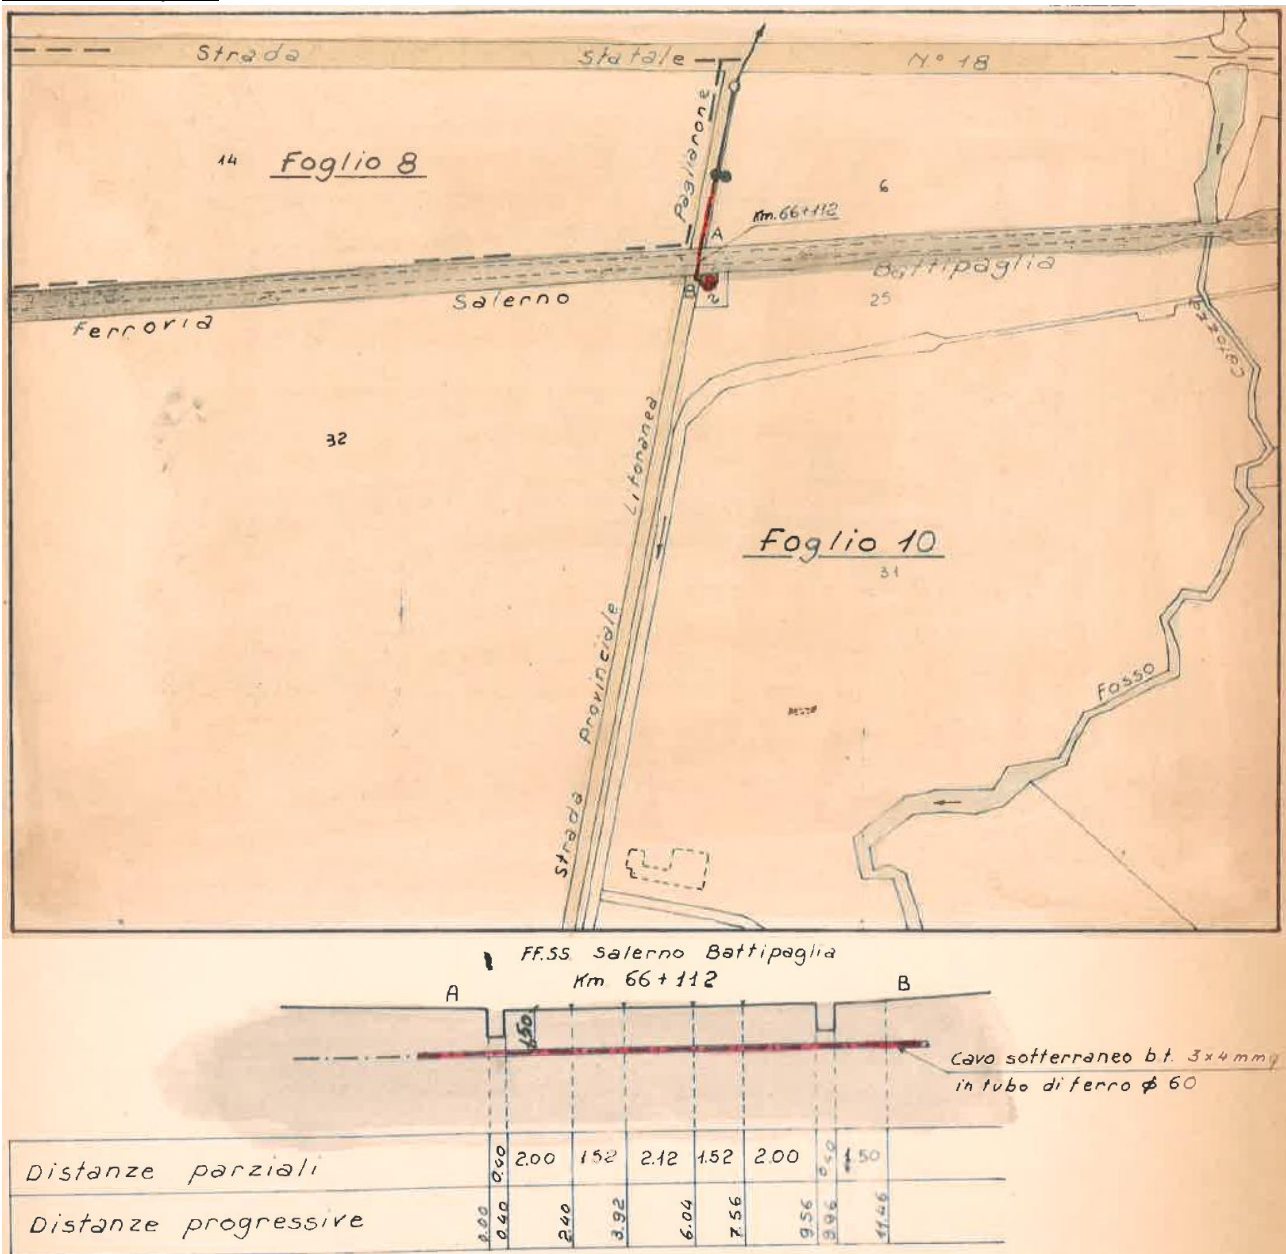 Strada Statale N° 18
Pagliarone
14 Foglio 8
6
Km. 66+112
A
B
2
Battipaglia
25
Salerno
Ferrovia
32
Litoranea
Foglio 10
31
Provinciale
Fosso
Strada
FF.SS. Salerno Battipaglia
Km 66+112
A
B
1.50
Cavo sotterraneo b.t. 3x4 mmq
in tubo di ferro φ 60
Distanze parziali 0.40 2.00 1.52 2.12 1.52 2.00 0.40 1.50
Distanze progressive 0.00 0.40 2.40 3.92 6.04 7.56 9.56 9.96 11.46